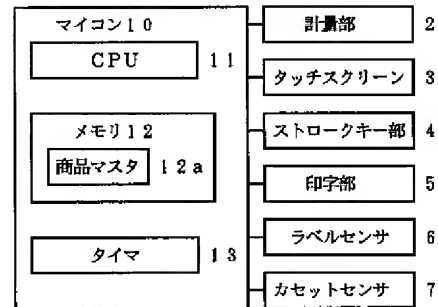 マイコン10
CPU 11
メモリ12
商品マスタ 12a
タイマ 13
計量部 2
タッチスクリーン 3
ストロークキー部 4
印字部 5
ラベルセンサ 6
カセットセンサ 7